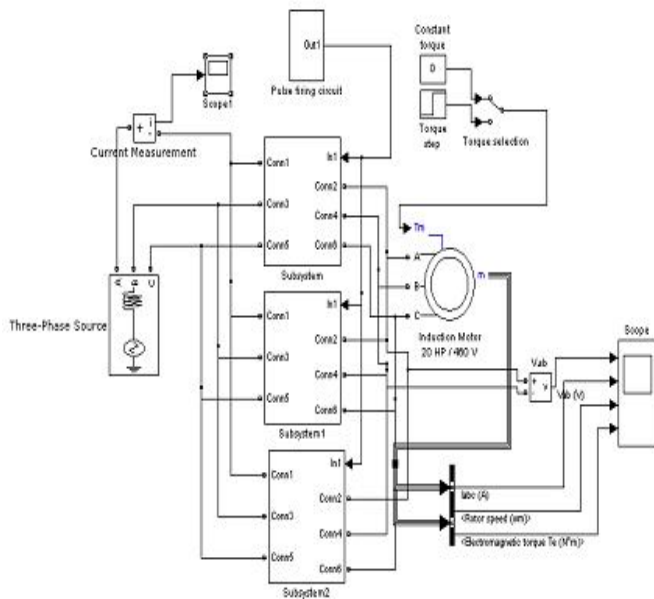 Out1
Pulse firing circuit
Constant
torque
0
Torque
step
Torque selection
Scope1
+
i
-
Current Measurement
A B C
Three-Phase Source
Conn1
Conn3
Conn5
In1
Conn2
Conn4
Conn6
Subsystem
Conn1
Conn3
Conn5
In1
Conn2
Conn4
Conn6
Subsystem1
Conn1
Conn3
Conn5
In1
Conn2
Conn4
Conn6
Subsystem2
Tm
m
A
B
C
Induction Motor
20 HP / 460 V
Vab
+
-
v
Vab (V)
Scope
Iabc (A)
<Rotor speed (wm)>
<Electromagnetic torque Te (N*m)>